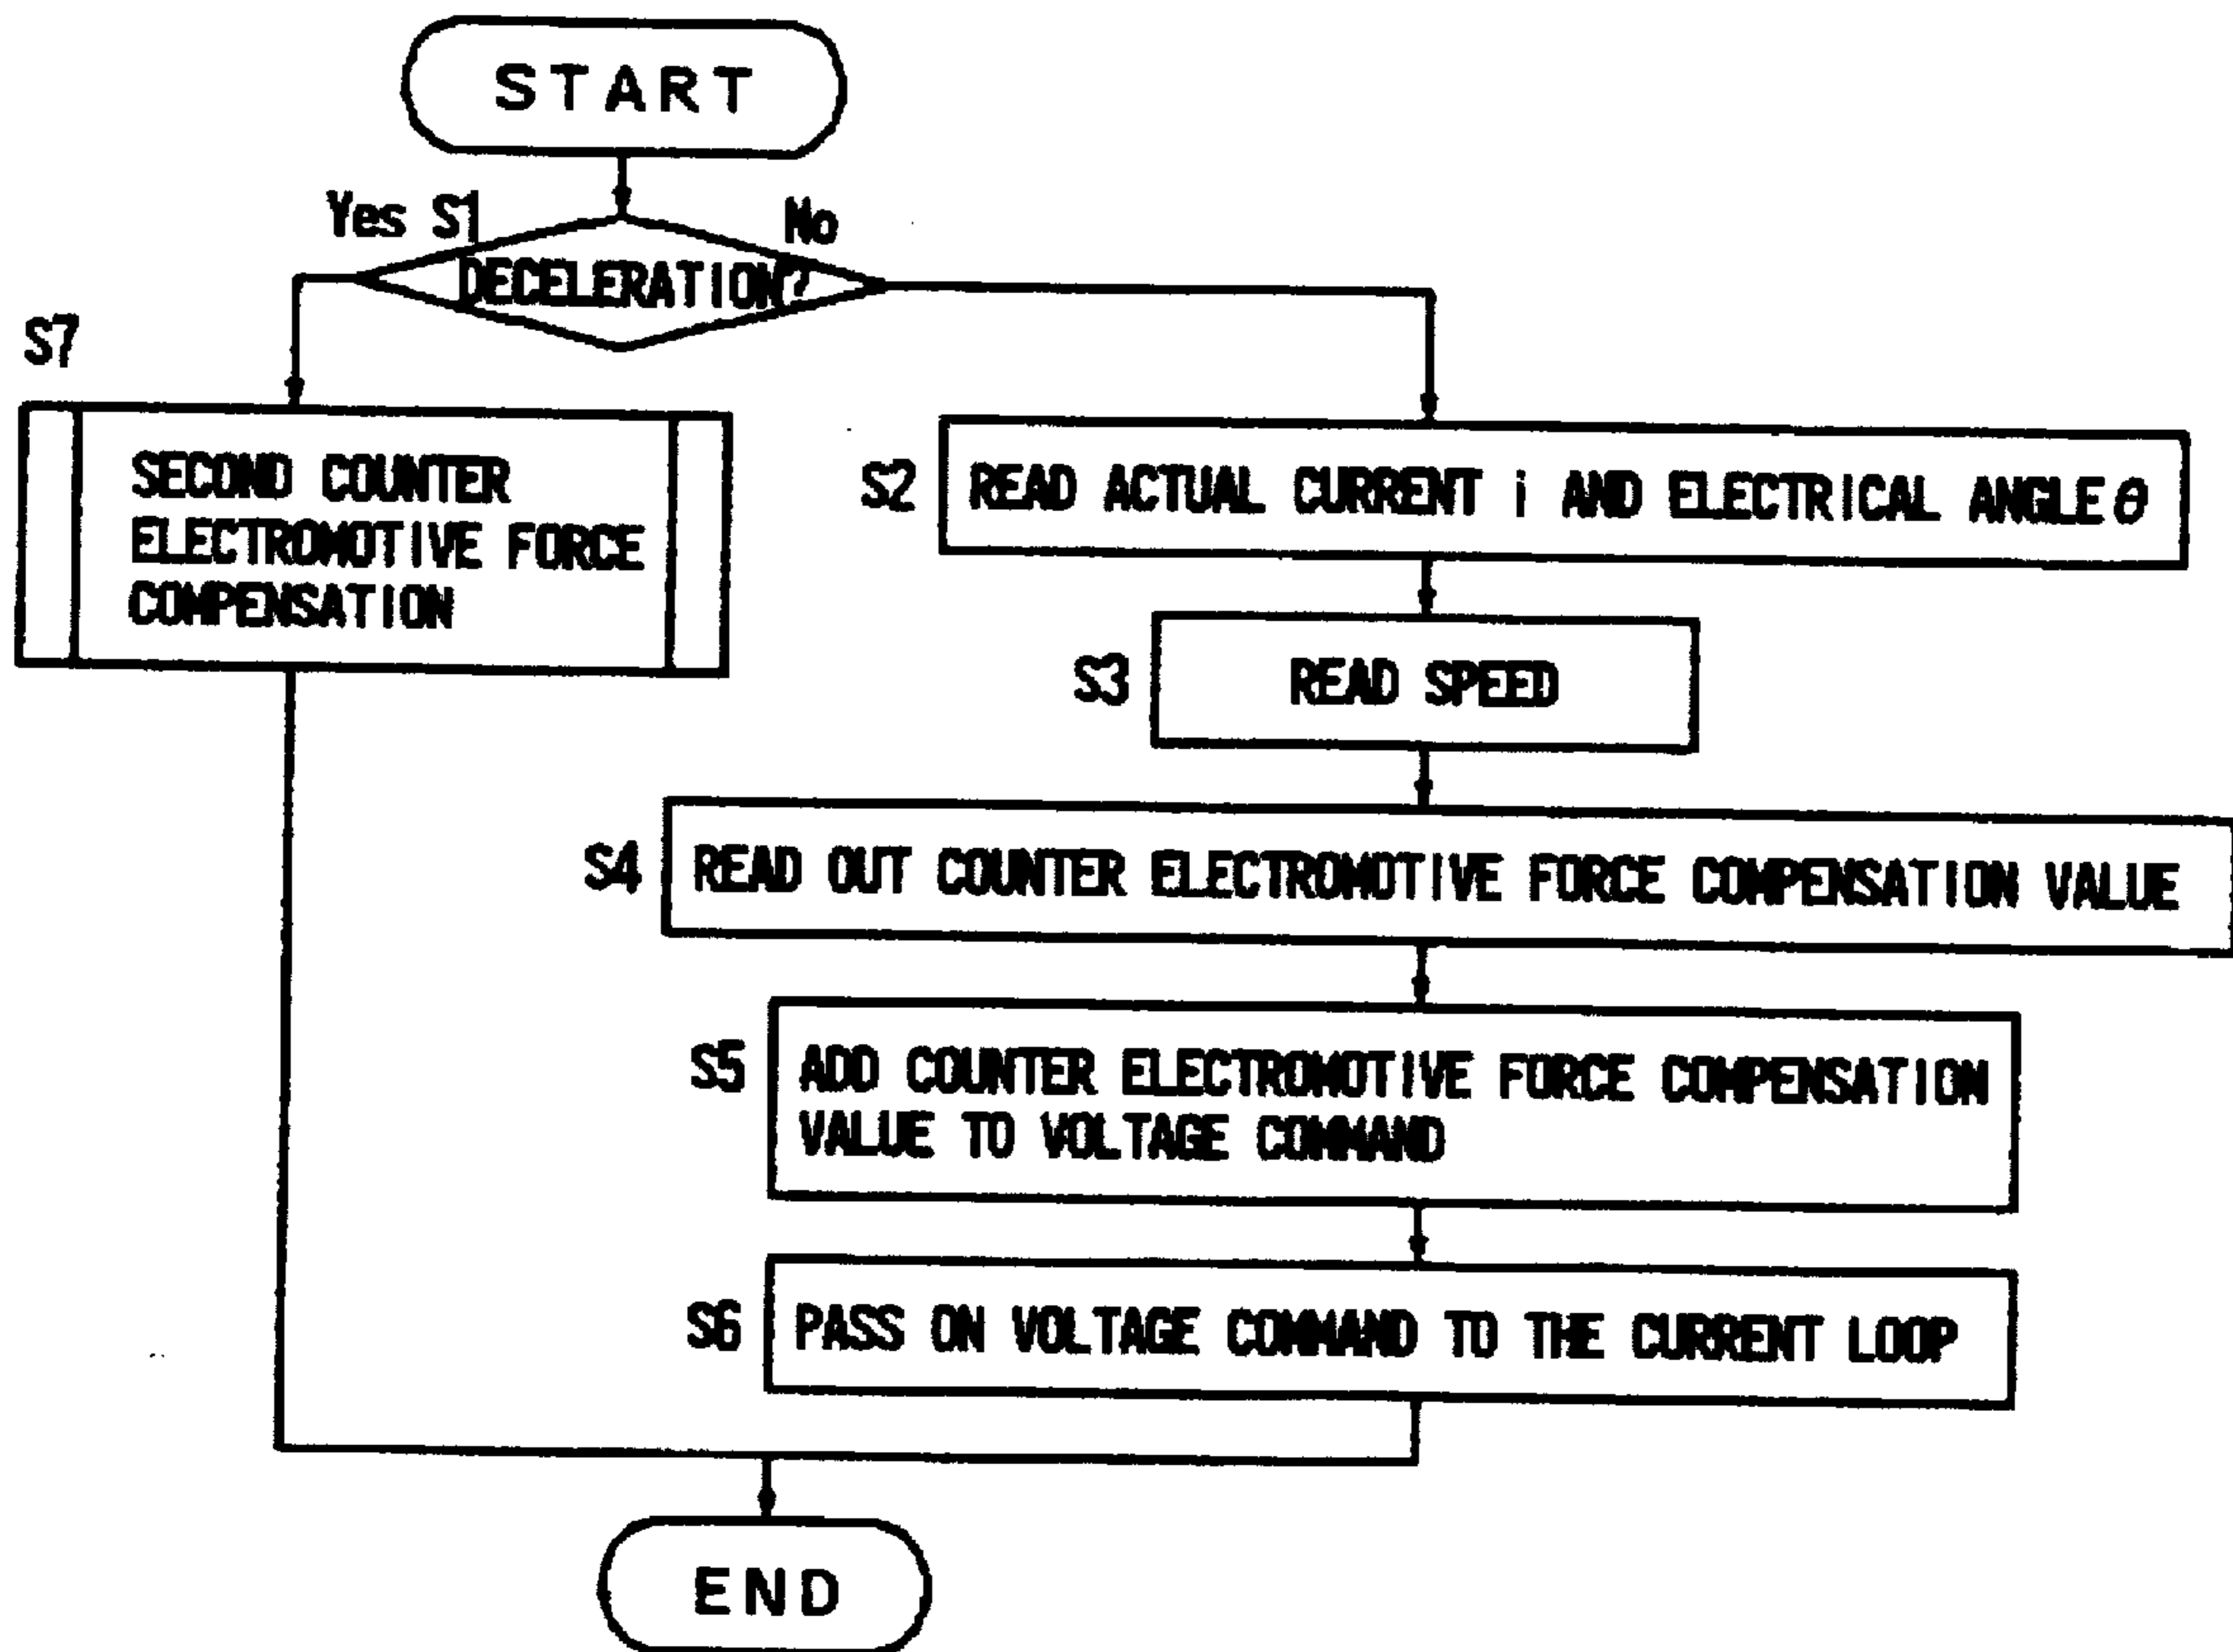 START
Yes S1 No
DECELERATION?
S7
SECOND COUNTER
ELECTROMOTIVE FORCE
COMPENSATION
S2 READ ACTUAL CURRENT i AND ELECTRICAL ANGLE θ
S3 READ SPEED
S4 READ OUT COUNTER ELECTROMOTIVE FORCE COMPENSATION VALUE
S5 ADD COUNTER ELECTROMOTIVE FORCE COMPENSATION
VALUE TO VOLTAGE COMMAND
S6 PASS ON VOLTAGE COMMAND TO THE CURRENT LOOP
END